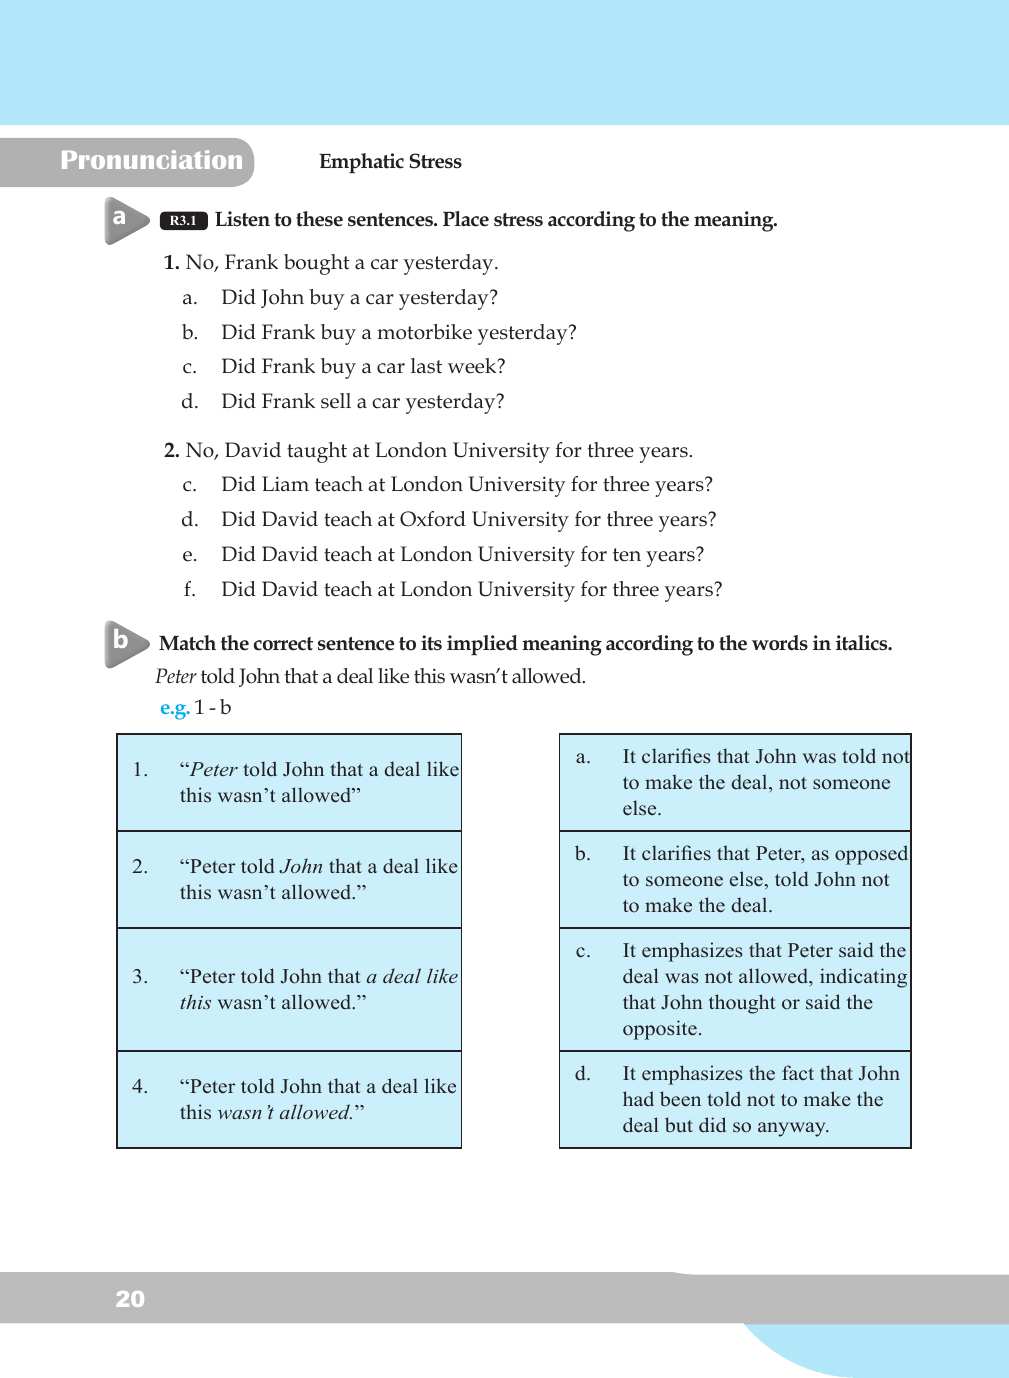 Pronunciation
Emphatic Stress
a
R3.1 Listen to these sentences. Place stress according to the meaning.
1. No, Frank bought a car yesterday.
a. Did John buy a car yesterday?
b. Did Frank buy a motorbike yesterday?
c. Did Frank buy a car last week?
d. Did Frank sell a car yesterday?
2. No, David taught at London University for three years.
c. Did Liam teach at London University for three years?
d. Did David teach at Oxford University for three years?
e. Did David teach at London University for ten years?
f. Did David teach at London University for three years?
b
Match the correct sentence to its implied meaning according to the words in italics.
Peter told John that a deal like this wasn’t allowed.
e.g. 1 - b
1. “Peter told John that a deal like
this wasn’t allowed”
2. “Peter told John that a deal like
this wasn’t allowed.”
3. “Peter told John that a deal like
this wasn’t allowed.”
4. “Peter told John that a deal like
this wasn’t allowed.”
a. It clarifies that John was told not
to make the deal, not someone
else.
b. It clarifies that Peter, as opposed
to someone else, told John not
to make the deal.
c. It emphasizes that Peter said the
deal was not allowed, indicating
that John thought or said the
opposite.
d. It emphasizes the fact that John
had been told not to make the
deal but did so anyway.
20